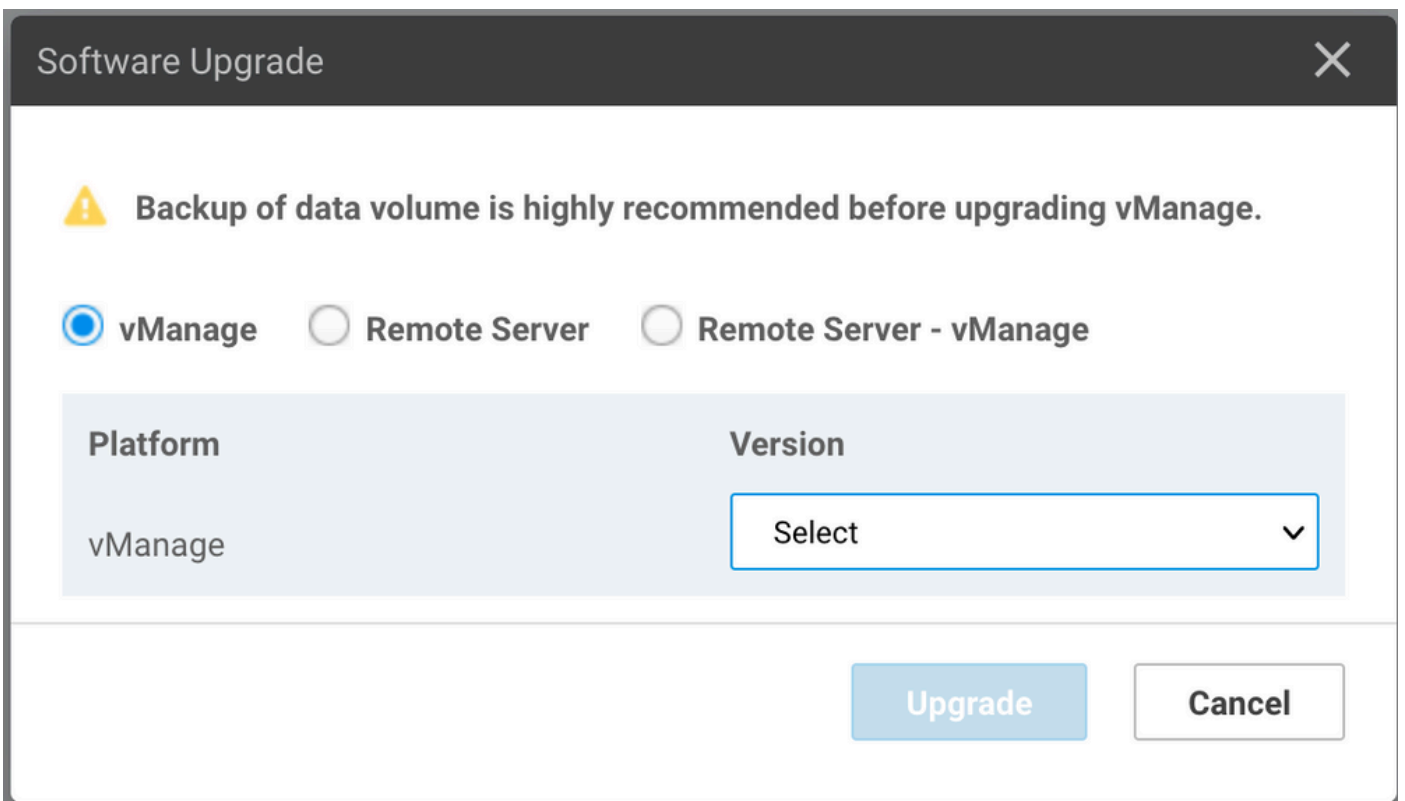 Software Upgrade
Backup of data volume is highly recommended before upgrading vManage.
vManage Remote Server Remote Server - vManage
Platform Version
vManage Select
Upgrade Cancel